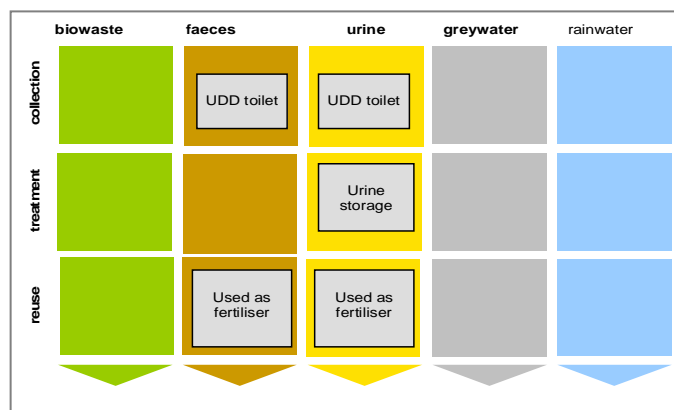 biowaste faeces urine greywater rainwater
collection
UDD toilet UDD toilet
treatment
Urine
storage
reuse
Used as Used as
fertiliser fertiliser